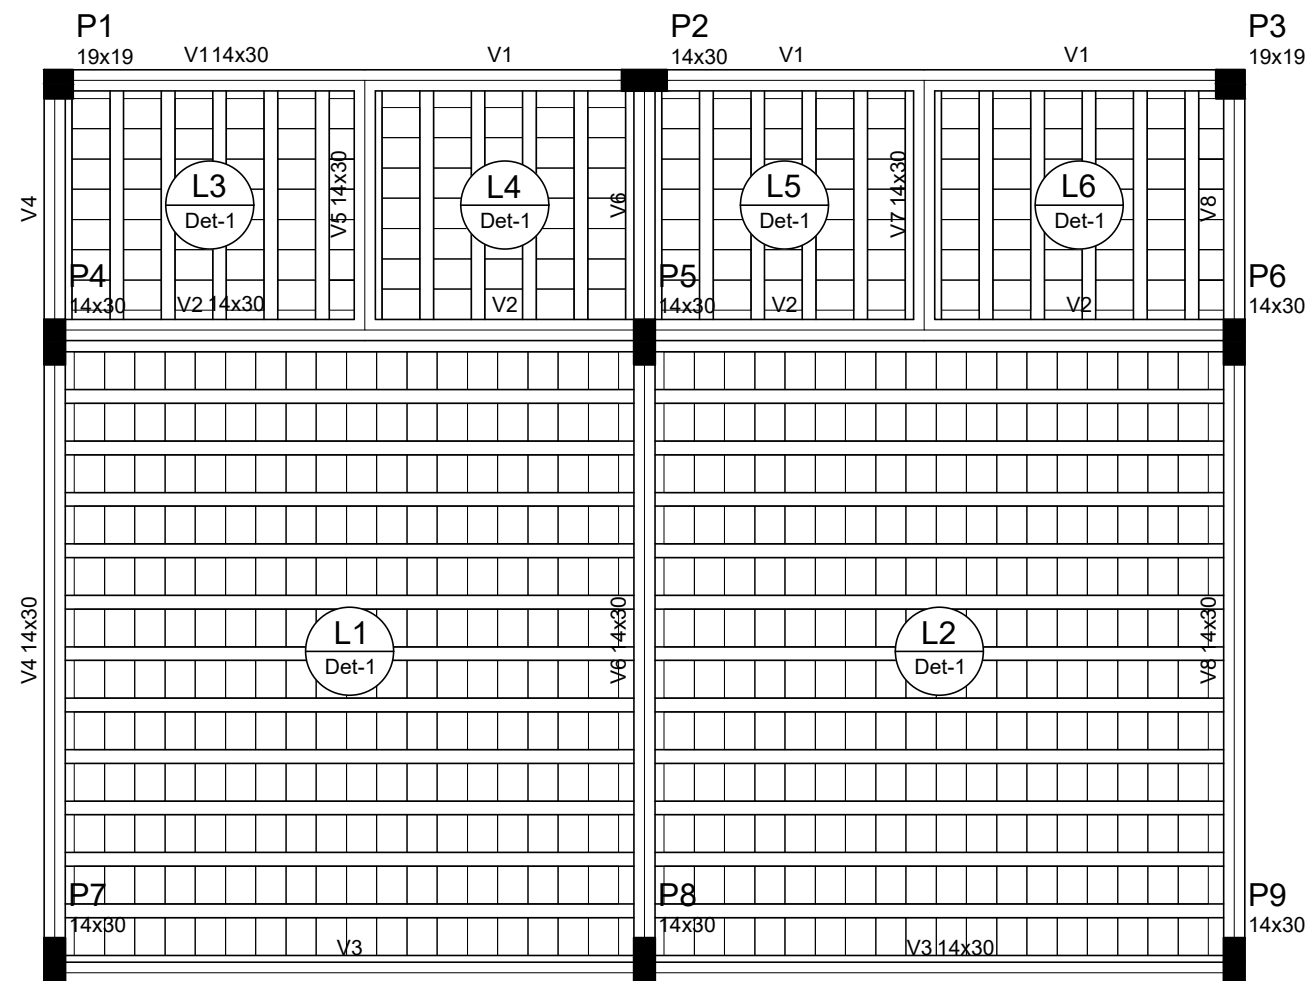 P1
19x19
V1 14x30
V1
P2
14x30
V1
V1
P3
19x19
V4
L3
Det-1
V5 14x30
L4
Det-1
V6
L5
Det-1
V7 14x30
L6
Det-1
V8
P4
14x30
V2 14x30
V2
P5
14x30
V2
V2
P6
14x30
V4 14x30
L1
Det-1
V6 14x30
L2
Det-1
V8 14x30
P7
14x30
V3
P8
14x30
V3 14x30
P9
14x30